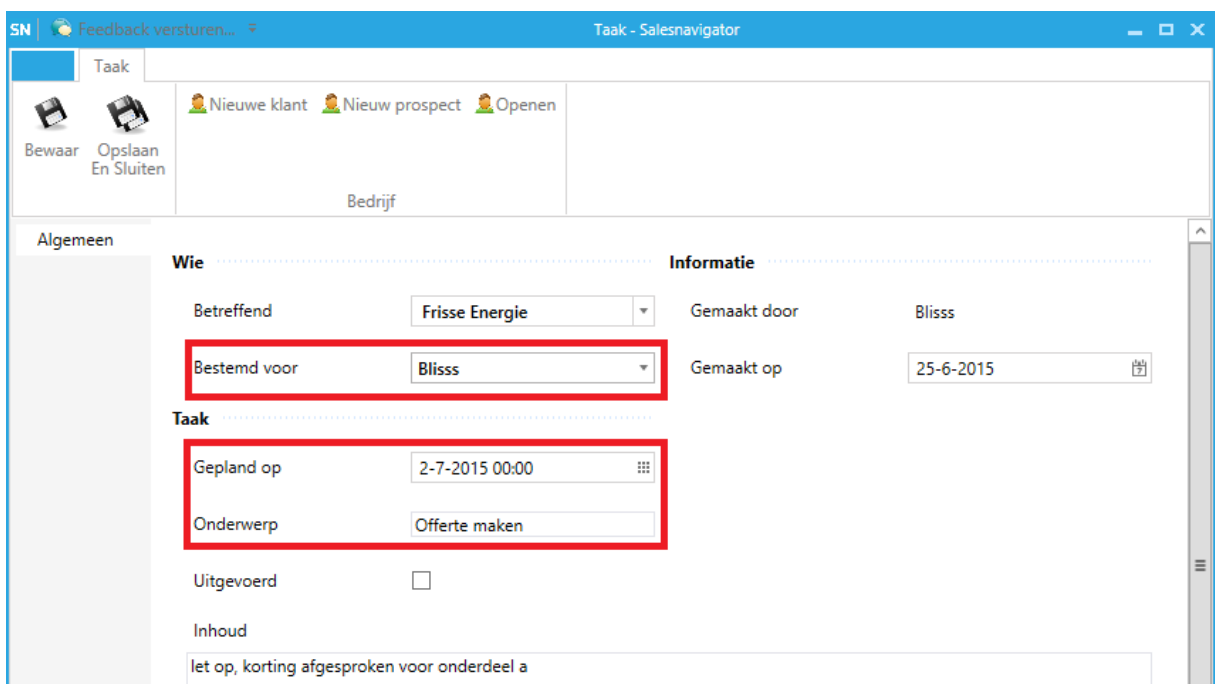 SN Feedback versturen... Taak - Salesnavigator
Taak
Nieuwe klant Nieuw prospect Openen
Bewaar Opslaan
En Sluiten
Bedrijf
Algemeen
Wie Informatie
Betreffend Frisse Energie Gemaakt door Blisss
Bestemd voor Blisss Gemaakt op 25-6-2015
Taak
Gepland op 2-7-2015 00:00
Onderwerp Offerte maken
Uitgevoerd
Inhoud
let op, korting afgesproken voor onderdeel a